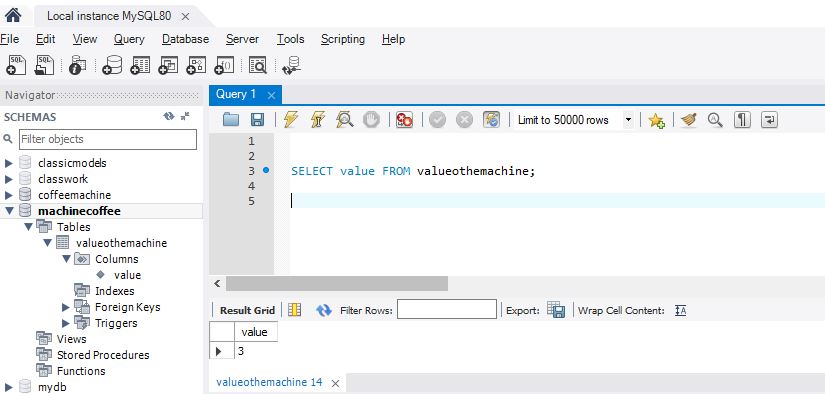 Local instance MySQL80
File Edit View Query Database Server Tools Scripting Help
Navigator
SCHEMAS
Filter objects
classicmodels
classwork
coffeemachine
machinecoffee
Tables
valueothemachine
Columns
value
Indexes
Foreign Keys
Triggers
Views
Stored Procedures
Functions
mydb
Query 1
Limit to 50000 rows
1
2
3 SELECT value FROM valueothemachine;
4
5
Result Grid Filter Rows: Export: Wrap Cell Content:
value
3
valueothemachine 14